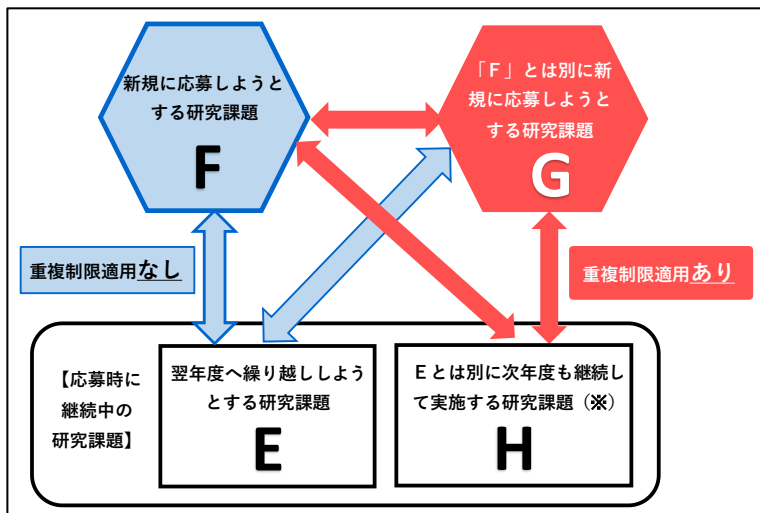 新規に応募しようと
する研究課題
F
「F」とは別に新
規に応募しようと
する研究課題
G
重複制限適用なし
重複制限適用あり
【応募時に
継続中の
研究課題】
翌年度へ繰り越ししよう
とする研究課題
E
Eとは別に次年度も継続し
て実施する研究課題（※）
H